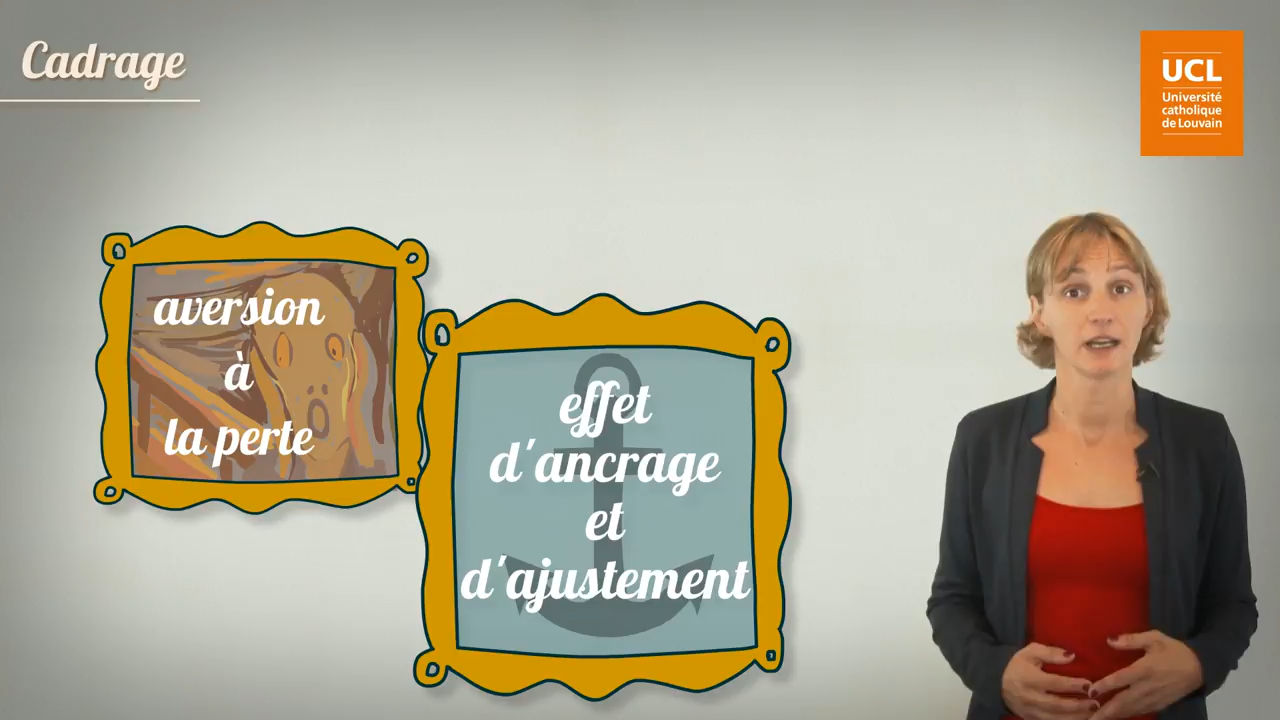 Cadrage
UCL
Université
catholique
de Louvain
aversion
à
la perte
effet
d'ancrage
et
d'ajustement